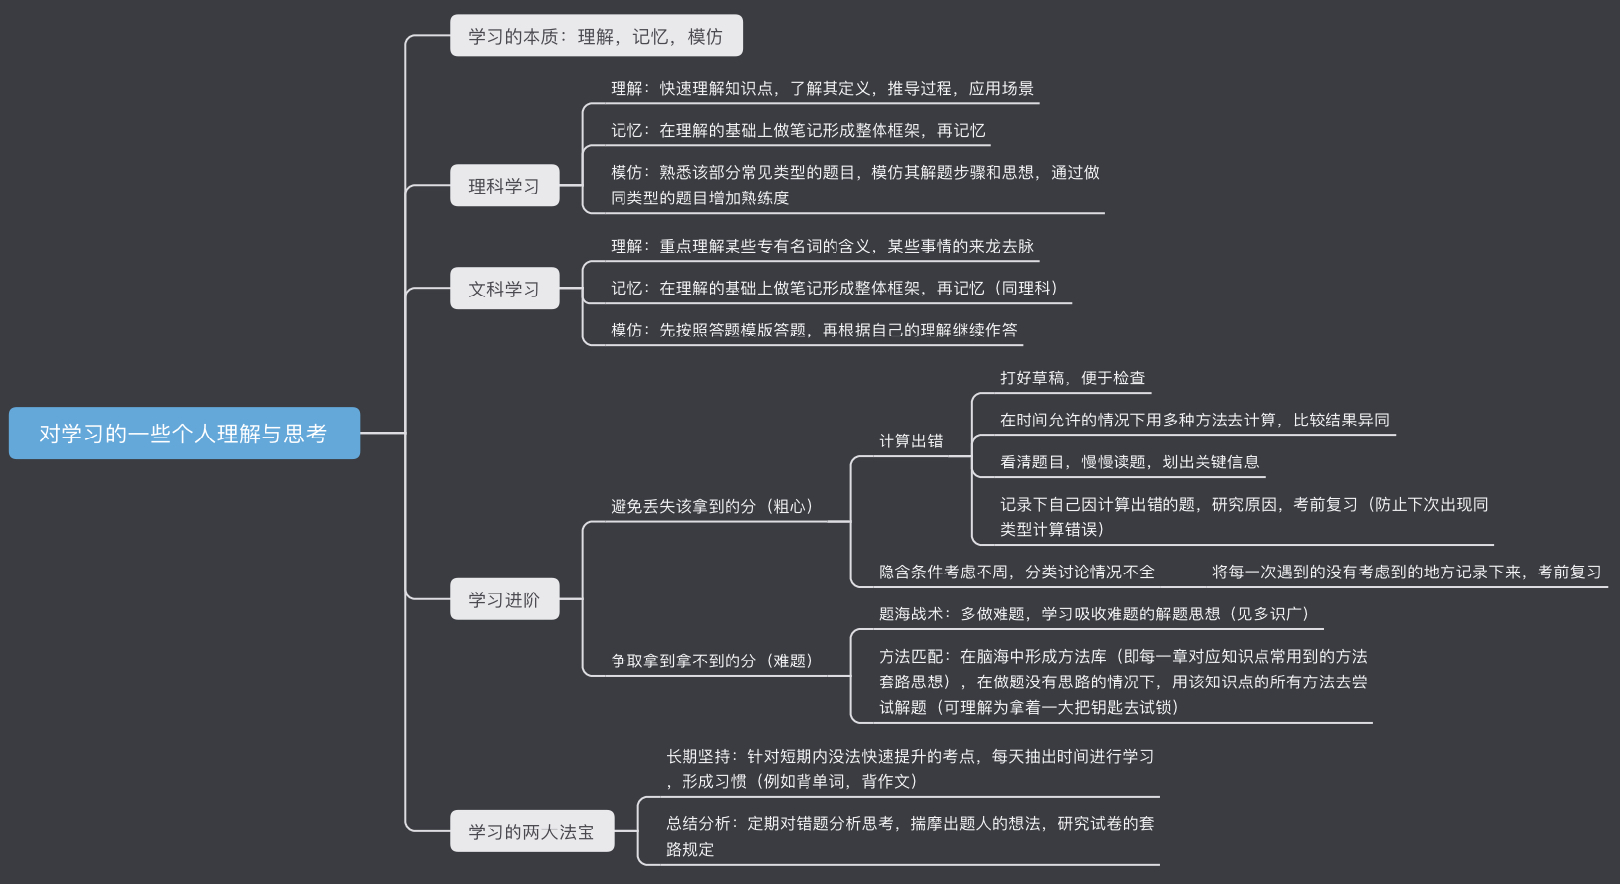 学习的本质：理解，记忆，模仿
理解：快速理解知识点，了解其定义，推导过程，应用场景
记忆：在理解的基础上做笔记形成整体框架，再记忆
理科学习
模仿：熟悉该部分常见类型的题目，模仿其解题步骤和思想，通过做
同类型的题目增加熟练度
理解：重点理解某些专有名词的含义，某些事情的来龙去脉
文科学习
记忆：在理解的基础上做笔记形成整体框架，再记忆（同理科）
模仿：先按照答题模版答题，再根据自己的理解继续作答
对学习的一些个人理解与思考
学习进阶
避免丢失该拿到的分（粗心）
计算出错
打好草稿，便于检查
在时间允许的情况下用多种方法去计算，比较结果异同
看清题目，慢慢读题，划出关键信息
记录下自己因计算出错的题，研究原因，考前复习（防止下次出现同
类型计算错误）
隐含条件考虑不周，分类讨论情况不全
将每一次遇到的没有考虑到的地方记录下来，考前复习
争取拿到拿不到的分（难题）
题海战术：多做难题，学习吸收难题的解题思想（见多识广）
方法匹配：在脑海中形成方法库（即每一章对应知识点常用到的方法
套路思想），在做题没有思路的情况下，用该知识点的所有方法去尝
试解题（可理解为拿着一大把钥匙去试锁）
学习的两大法宝
长期坚持：针对短期内没法快速提升的考点，每天抽出时间进行学习
，形成习惯（例如背单词，背作文）
总结分析：定期对错题分析思考，揣摩出题人的想法，研究试卷的套
路规定